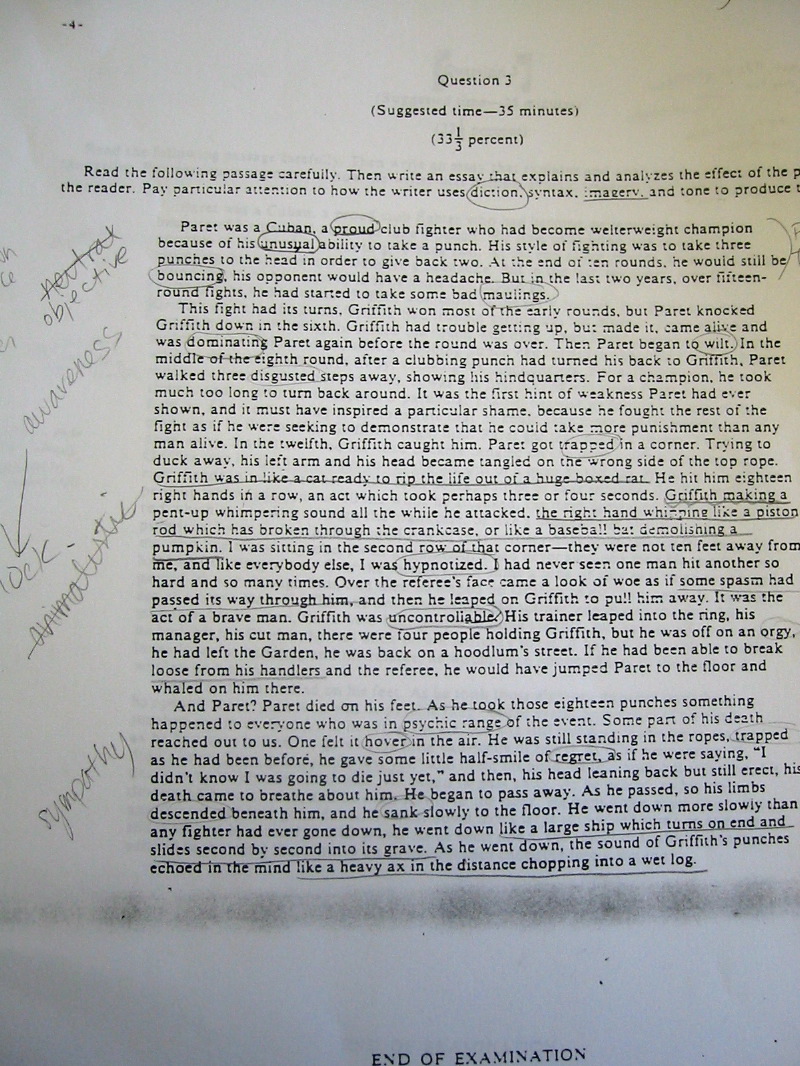 -4-
Question 3
(Suggested time—35 minutes)
(33 1/3 percent)
Read the following passage carefully. Then write an essay that explains and analyzes the effect of the p
the reader. Pay particular attention to how the writer uses diction, syntax, imagery, and tone to produce t
Paret was a Cuban, a proud club fighter who had become welterweight champion
because of his unusual ability to take a punch. His style of fighting was to take three
punches to the head in order to give back two. At the end of ten rounds, he would still be
bouncing, his opponent would have a headache. But in the last two years, over fifteen-
round fights, he had started to take some bad maulings.
This fight had its turns. Griffith won most of the early rounds, but Paret knocked
Griffith down in the sixth. Griffith had trouble getting up, but made it, came alive and
was dominating Paret again before the round was over. Then Paret began to wilt. In the
middle of the eighth round, after a clubbing punch had turned his back to Griffith, Paret
walked three disgusted steps away, showing his hindquarters. For a champion, he took
much too long to turn back around. It was the first hint of weakness Paret had ever
shown, and it must have inspired a particular shame, because he fought the rest of the
fight as if he were seeking to demonstrate that he could take more punishment than any
man alive. In the twelfth, Griffith caught him. Paret got trapped in a corner. Trying to
duck away, his left arm and his head became tangled on the wrong side of the top rope.
Griffith was in like a cat ready to rip the life out of a huge boxed rat. He hit him eighteen
right hands in a row, an act which took perhaps three or four seconds. Griffith making a
pent-up whimpering sound all the while he attacked, the right hand whipping like a piston
rod which has broken through the crankcase, or like a baseball bat demolishing a
pumpkin. I was sitting in the second row of that corner—they were not ten feet away from
me, and like everybody else, I was hypnotized. I had never seen one man hit another so
hard and so many times. Over the referee's face came a look of woe as if some spasm had
passed its way through him, and then he leaped on Griffith to pull him away. It was the
act of a brave man. Griffith was uncontrollable. His trainer leaped into the ring, his
manager, his cut man, there were four people holding Griffith, but he was off on an orgy,
he had left the Garden, he was back on a hoodlum's street. If he had been able to break
loose from his handlers and the referee, he would have jumped Paret to the floor and
whaled on him there.
And Paret? Paret died on his feet. As he took those eighteen punches something
happened to everyone who was in psychic range of the event. Some part of his death
reached out to us. One felt it hover in the air. He was still standing in the ropes, trapped
as he had been before, he gave some little half-smile of regret, as if he were saying, "I
didn't know I was going to die just yet," and then, his head leaning back but still erect, his
death came to breathe about him. He began to pass away. As he passed, so his limbs
descended beneath him, and he sank slowly to the floor. He went down more slowly than
any fighter had ever gone down, he went down like a large ship which turns on end and
slides second by second into its grave. As he went down, the sound of Griffith's punches
echoed in the mind like a heavy ax in the distance chopping into a wet log.
END OF EXAMINATION
neutral
objective
awareness
animalistic
sympathy